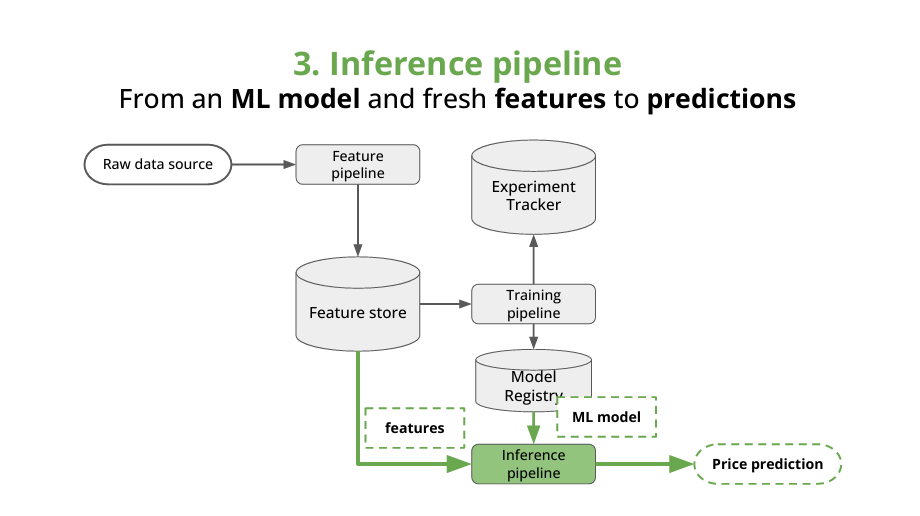 3. Inference pipeline
From an ML model and fresh features to predictions
Raw data source
Feature
pipeline
Experiment
Tracker
Feature store
Training
pipeline
Model
Registry
features
ML model
Inference
pipeline
Price prediction